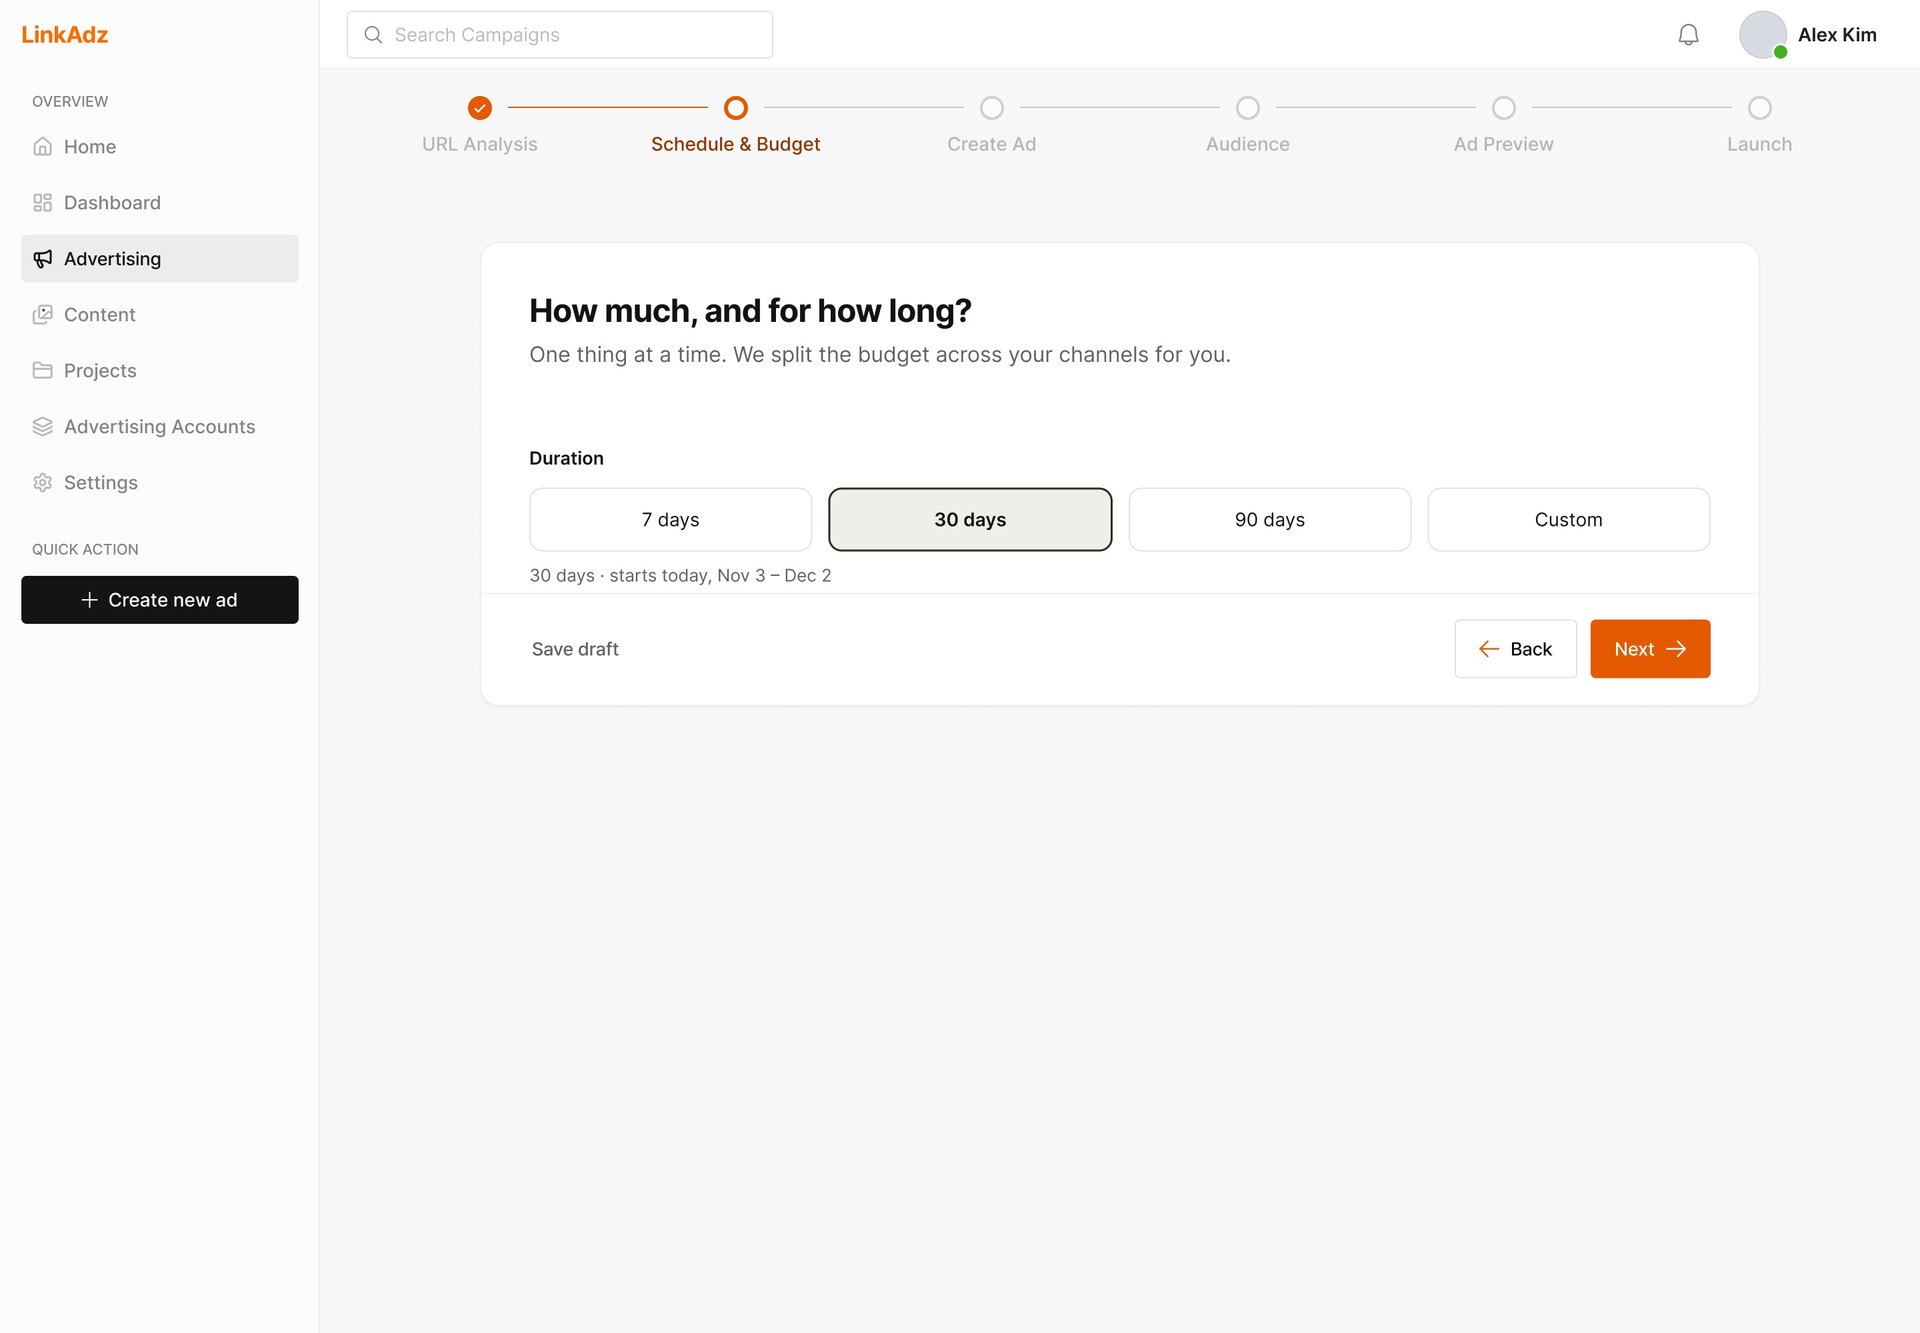 LinkAdz
Search Campaigns
Alex Kim
OVERVIEW
Home
Dashboard
Advertising
Content
Projects
Advertising Accounts
Settings
QUICK ACTION
Create new ad
URL Analysis
Schedule & Budget
Create Ad
Audience
Ad Preview
Launch
How much, and for how long?
One thing at a time. We split the budget across your channels for you.
Duration
7 days
30 days
90 days
Custom
30 days · starts today, Nov 3 – Dec 2
Save draft
Back
Next